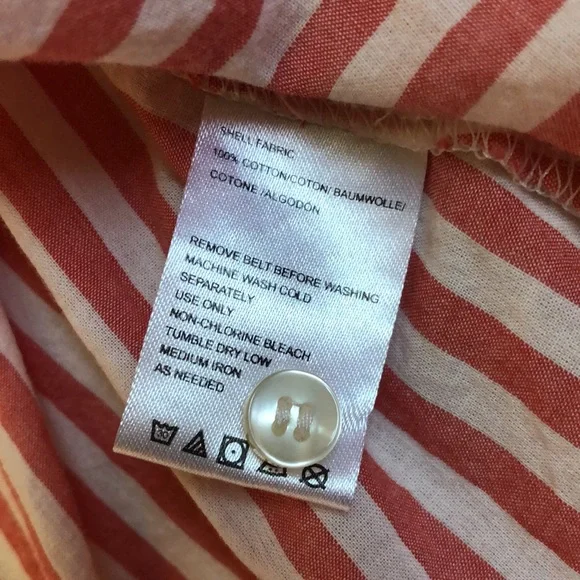 SHELL FABRIC
100% COTTON/COTON/ BAUMWOLLE/
COTONE /ALGODÓN
REMOVE BELT BEFORE WASHING
MACHINE WASH COLD
SEPARATELY
USE ONLY
NON-CHLORINE BLEACH
TUMBLE DRY LOW
MEDIUM IRON
AS NEEDED